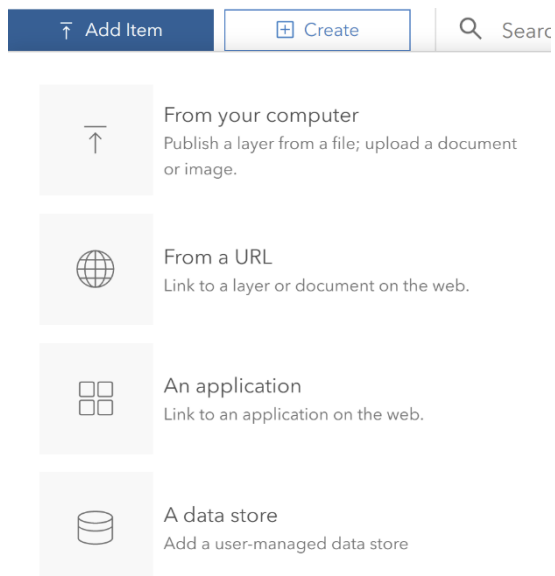 Add Item
Create
From your computer
Publish a layer from a file; upload a document
or image.
From a URL
Link to a layer or document on the web.
An application
Link to an application on the web.
A data store
Add a user-managed data store